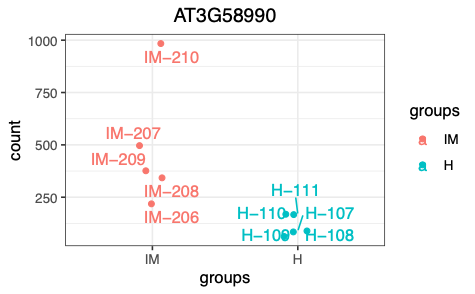 AT3G58990
1000
750
500
250
count
IM-210
IM-207
IM-209
IM-208
IM-206
H-111
H-110
H-107
H-109
H-108
IM
H
groups
groups
IM
H